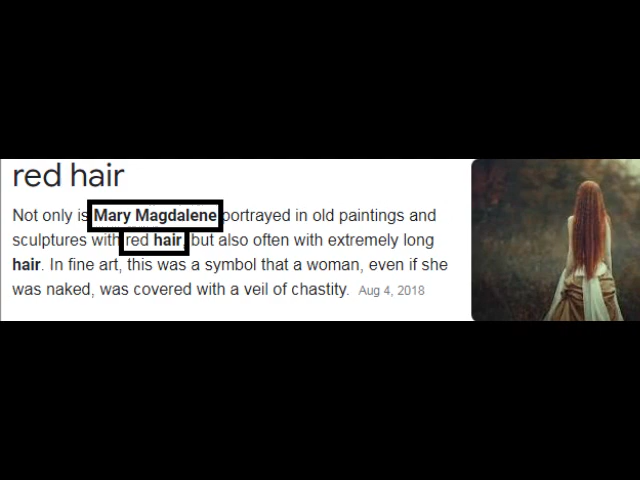 red hair
Not only is Mary Magdalene portrayed in old paintings and
sculptures with red hair, but also often with extremely long
hair. In fine art, this was a symbol that a woman, even if she
was naked, was covered with a veil of chastity. Aug 4, 2018